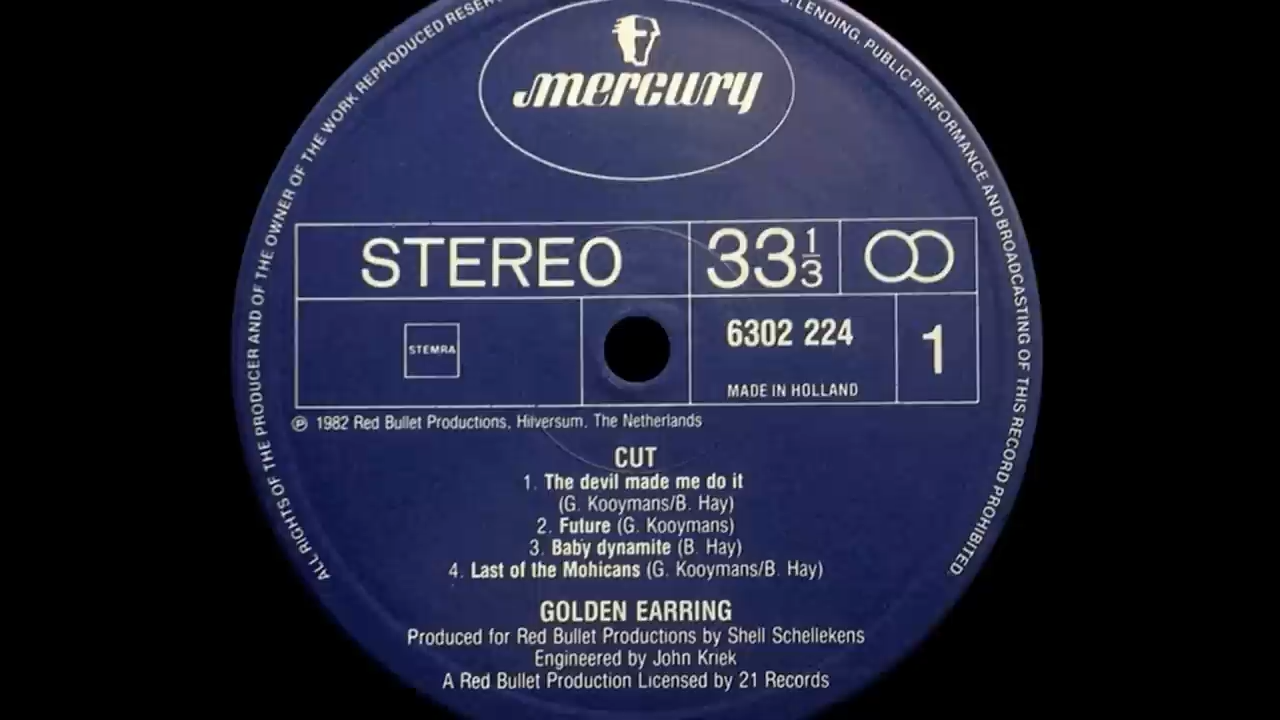 ALL RIGHTS OF THE PRODUCER AND OF THE OWNER OF THE WORK REPRODUCED
LENDING, PUBLIC PERFORMANCE AND BROADCASTING OF THIS RECORD PROHIBITED.
mercury
STEREO
33 1/3
STEMRA
6302 224
1
MADE IN HOLLAND
Ⓟ 1982 Red Bullet Productions, Hilversum, The Netherlands
CUT
1. The devil made me do it
(G. Kooymans/B. Hay)
2. Future (G. Kooymans)
3. Baby dynamite (B. Hay)
4. Last of the Mohicans (G. Kooymans/B. Hay)
GOLDEN EARRING
Produced for Red Bullet Productions by Shell Schellekens
Engineered by John Kriek
A Red Bullet Production Licensed by 21 Records